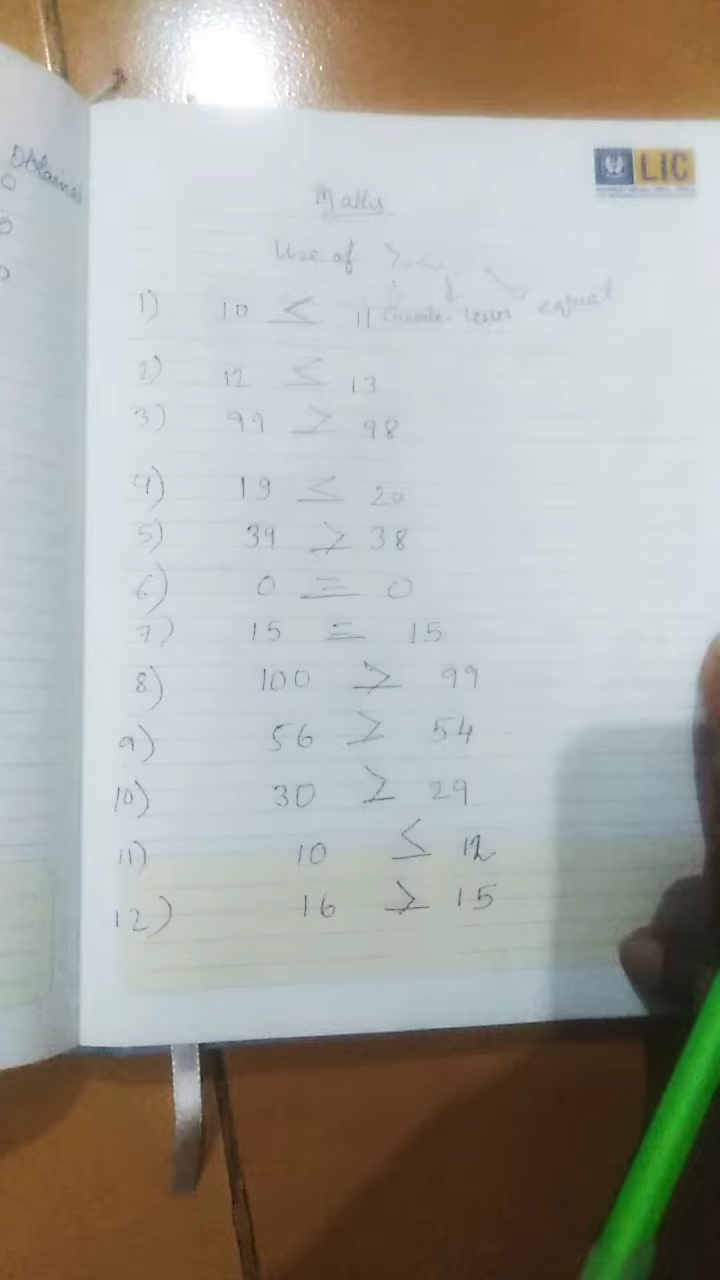 Obtained
LIC
Maths
Use of > <
1) 10 < 11 Greater less equal
2) 12 < 13
3) 99 > 98
4) 19 < 20
5) 39 > 38
6) 0 = 0
7) 15 = 15
8) 100 > 99
9) 56 > 54
10) 30 > 29
11) 10 < 12
12) 16 > 15